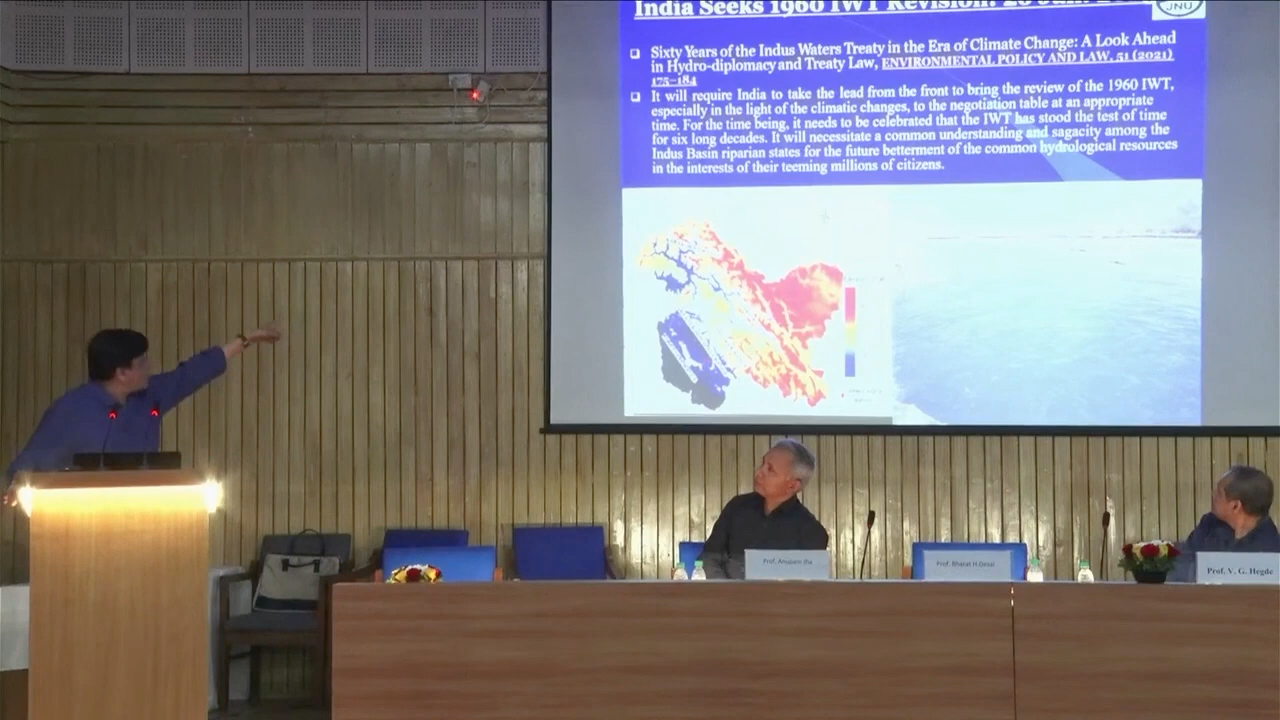 India Seeks 1960 IWT Revision:
JNU
Sixty Years of the Indus Waters Treaty in the Era of Climate Change: A Look Ahead
in Hydro-diplomacy and Treaty Law, ENVIRONMENTAL POLICY AND LAW, 51 (2021)
175–184
It will require India to take the lead from the front to bring the review of the 1960 IWT,
especially in the light of the climatic changes, to the negotiation table at an appropriate
time. For the time being, it needs to be celebrated that the IWT has stood the test of time
for six long decades. It will necessitate a common understanding and sagacity among the
Indus Basin riparian states for the future betterment of the common hydrological resources
in the interests of their teeming millions of citizens.
Prof. Anupam Jha
Prof. Bharat H Desai
Prof. V. G. Hegde